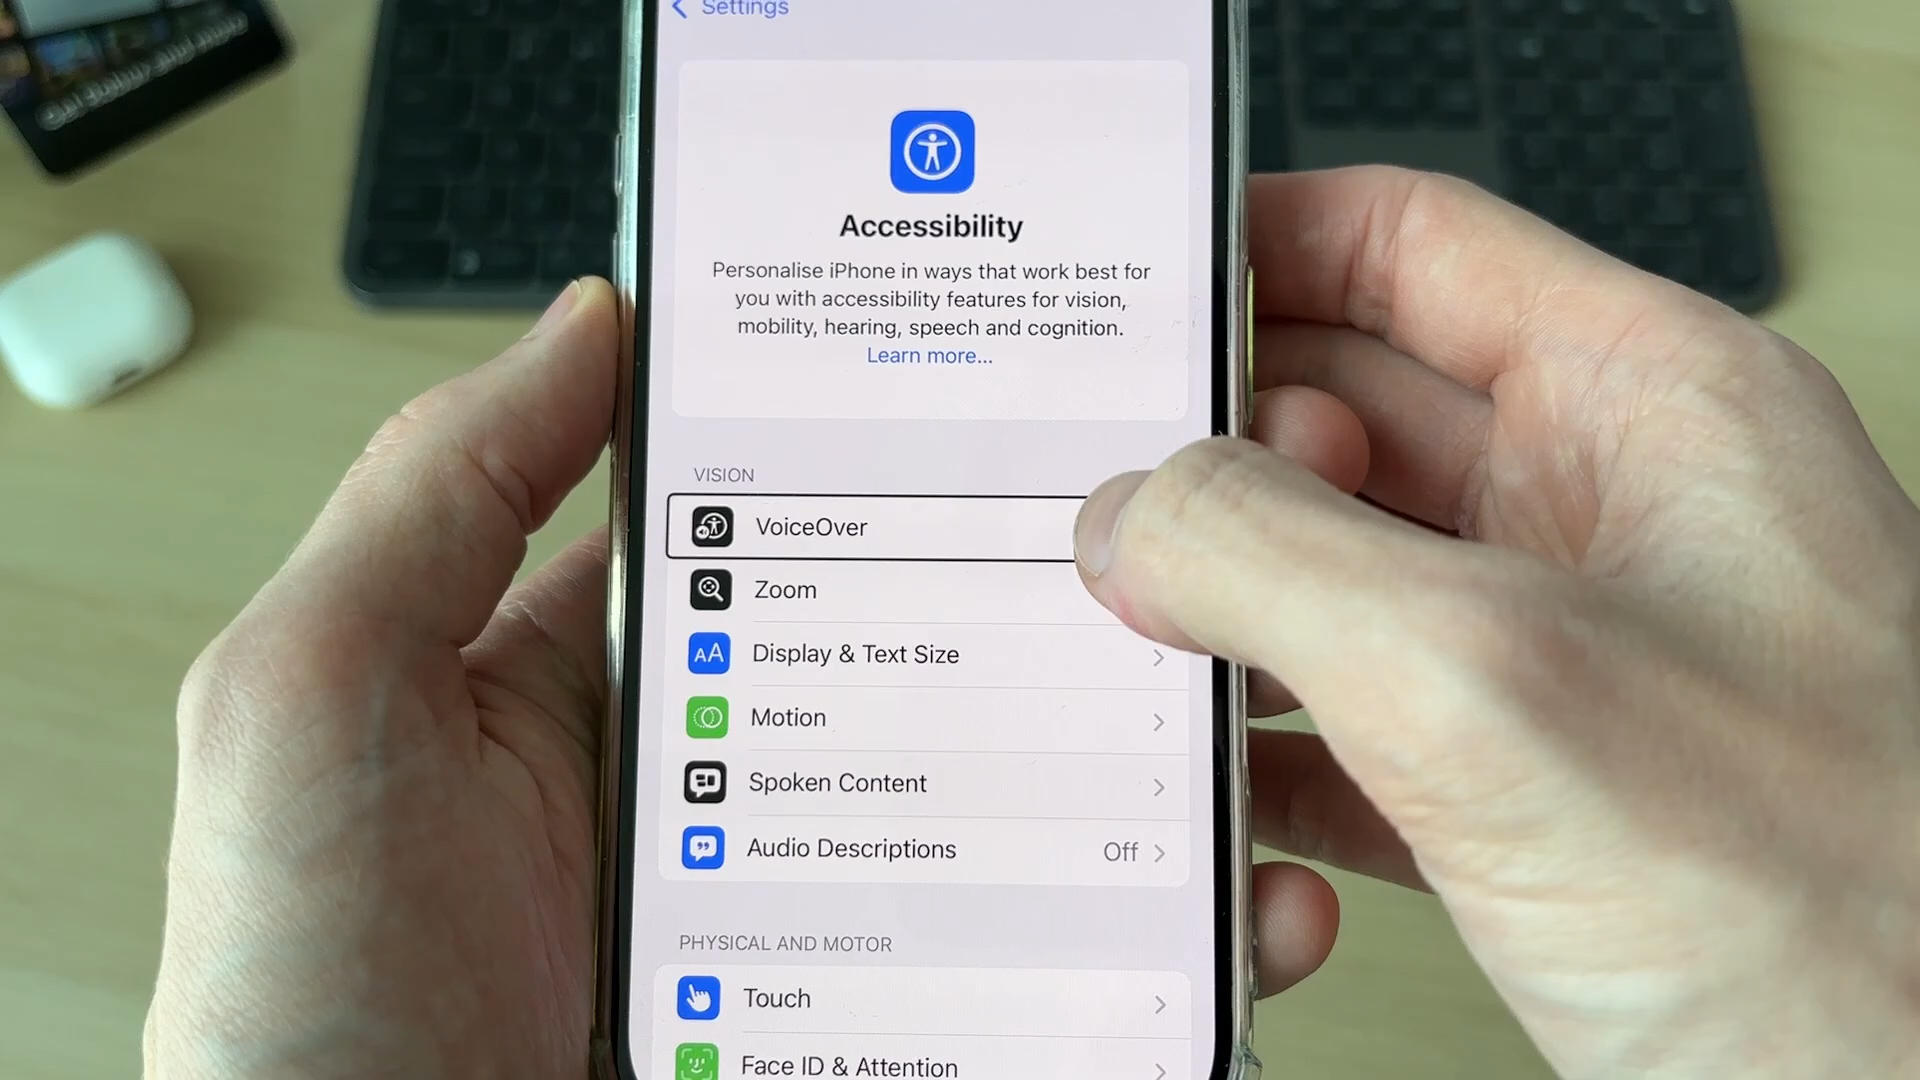 Settings
Accessibility
Personalise iPhone in ways that work best for
you with accessibility features for vision,
mobility, hearing, speech and cognition.
Learn more...
VISION
VoiceOver
Zoom
AA Display & Text Size
Motion
Spoken Content
Audio Descriptions Off
PHYSICAL AND MOTOR
Touch
Face ID & Attention